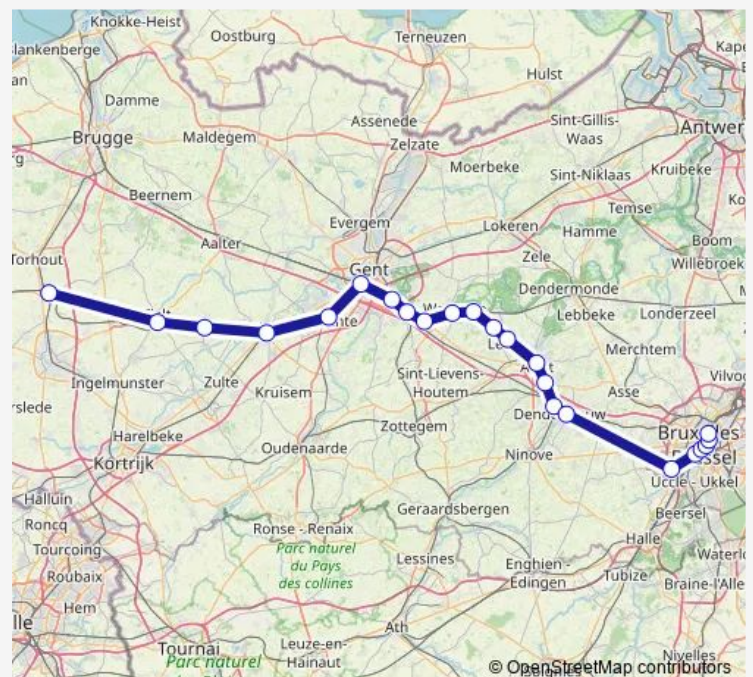 Knokke-Heist
Oostburg
Terneuzen
Blankenberge
Hulst
Damme
Assenede
Sint-Gillis-
Waas
Brugge
Maldegem
Zelzate
Antwer
Moerbeke
Kruibeke
Sint-Niklaas
Beernem
Temse
Evergem
Lokeren
Hamme
Aalter
Boom
Torhout
Zele
Willebroek
Gent
Dendermonde
Lebbeke
Londerzeel
Merchtem
Ingelmunster
Zulte
Sint-Lievens-
Houtem
Kruisem
Asse
Vilvo
rslede
Zottegem
Harelbeke
Oudenaarde
Ninove
Kortrijk
Uccle - Ukkel
Halluin
Geraardsbergen
Beersel
Roncq
Ronse - Renaix
Halle
Tourcoing
Parc naturel
du Pays
des collines
Lessines
Enghien -
Edingen
Waterlo
Roubaix
Tubize
Braine-l'Alle
Hem
Ath
lle
Tournai
Leuze-en-
Hainaut
Nivelles
Parc naturel
© OpenStreetMap contributors